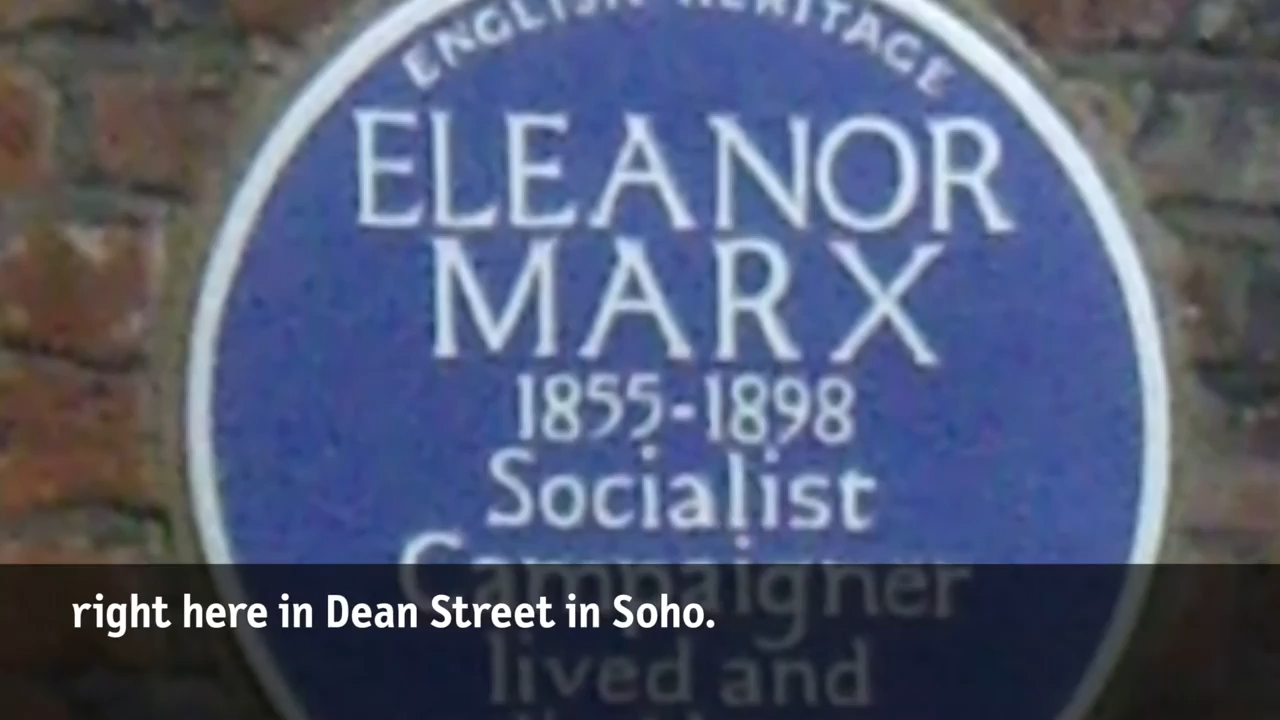 ENGLISH HERITAGE
ELEANOR
MARX
1855-1898
Socialist
Campaigner
lived and
right here in Dean Street in Soho.